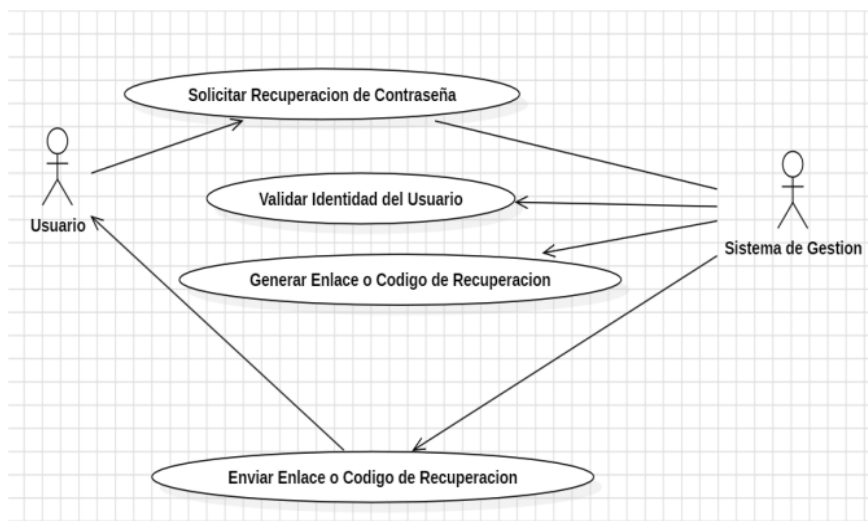 Solicitar Recuperacion de Contraseña
Validar Identidad del Usuario
Usuario
Sistema de Gestion
Generar Enlace o Codigo de Recuperacion
Enviar Enlace o Codigo de Recuperacion